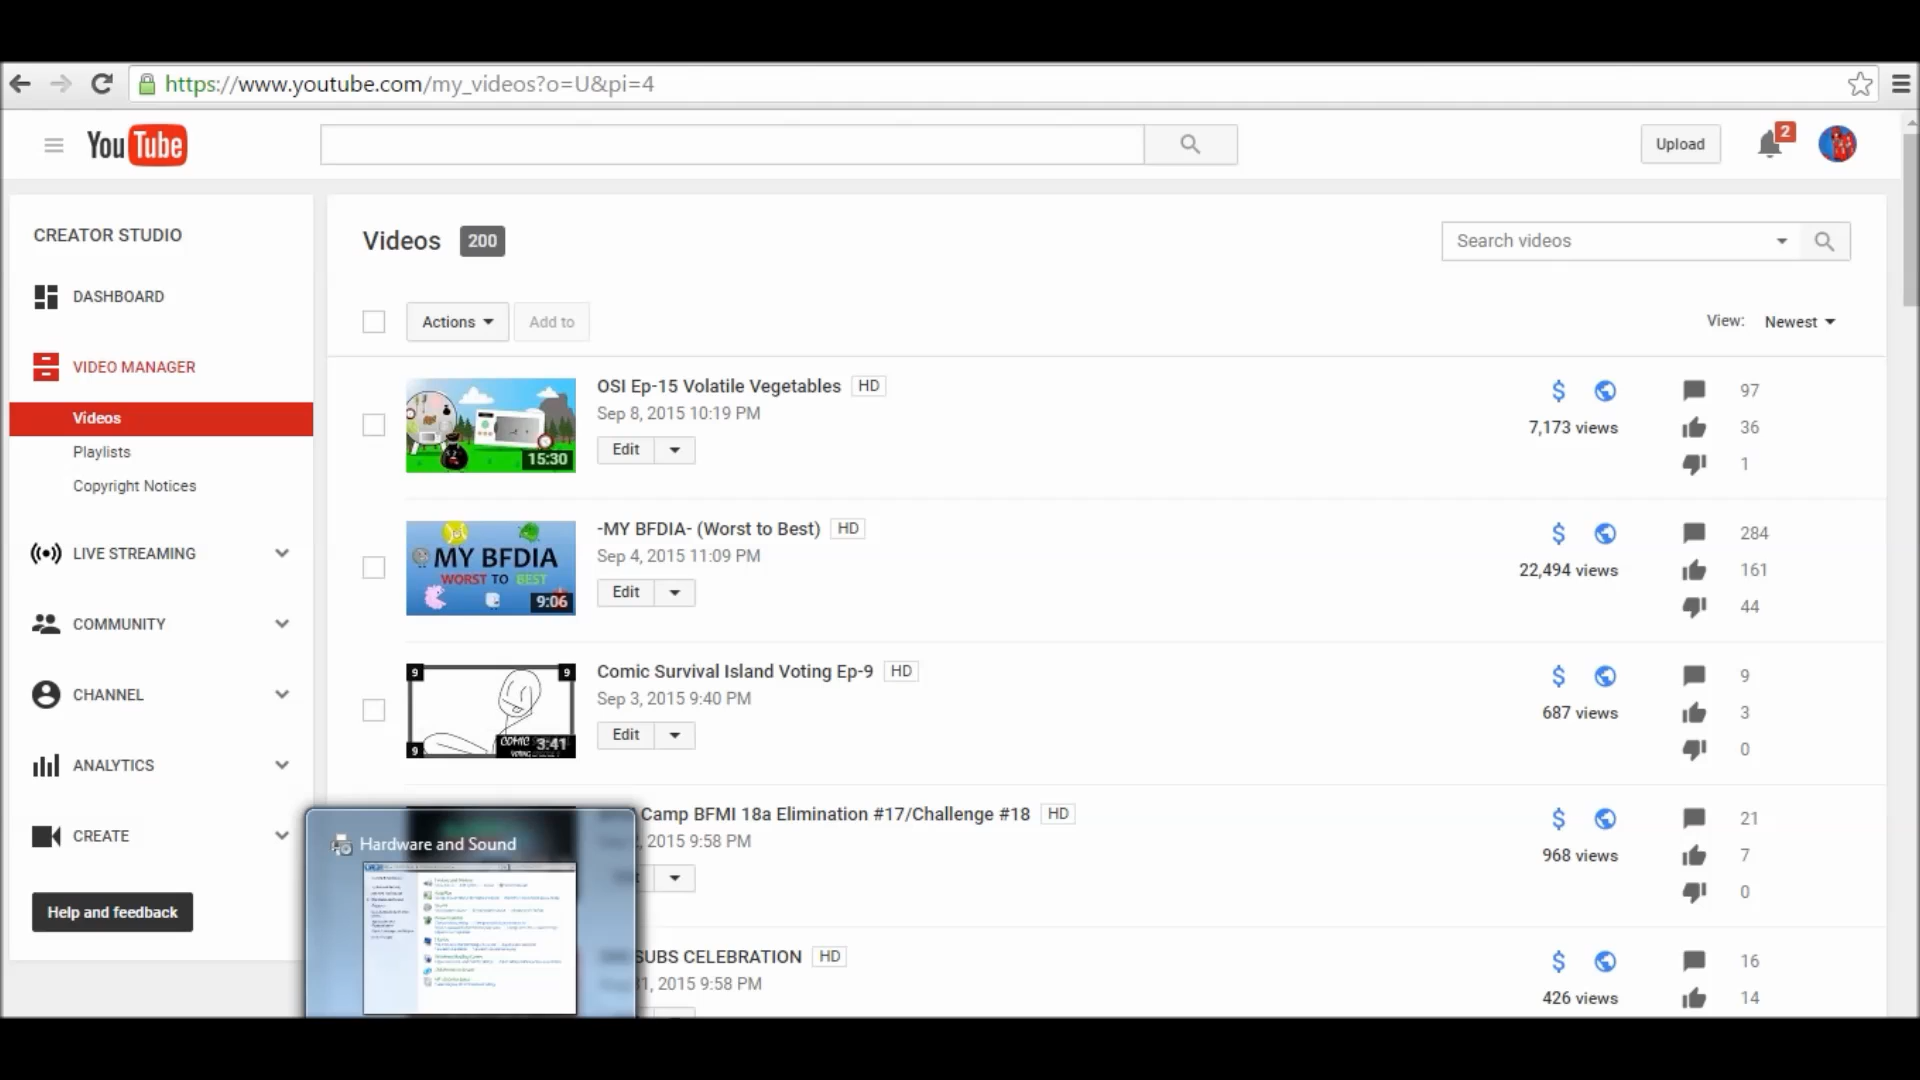 https://www.youtube.com/my_videos?o=U&pi=4
YouTube
Upload
2
CREATOR STUDIO
DASHBOARD
VIDEO MANAGER
Videos
Playlists
Copyright Notices
LIVE STREAMING
COMMUNITY
CHANNEL
ANALYTICS
CREATE
Help and feedback
Videos 200
Search videos
Actions Add to
View: Newest
15:30
OSI Ep-15 Volatile Vegetables HD
Sep 8, 2015 10:19 PM
Edit
7,173 views
97
36
1
MY BFDIA
WORST TO BEST
9:06
-MY BFDIA- (Worst to Best) HD
Sep 4, 2015 11:09 PM
Edit
22,494 views
284
161
44
9 9
9
COMIC 3:41
VOTING
Comic Survival Island Voting Ep-9 HD
Sep 3, 2015 9:40 PM
Edit
687 views
9
3
0
Camp BFMI 18a Elimination #17/Challenge #18 HD
, 2015 9:58 PM
968 views
21
7
0
SUBS CELEBRATION HD
1, 2015 9:58 PM
426 views
16
14
Hardware and Sound